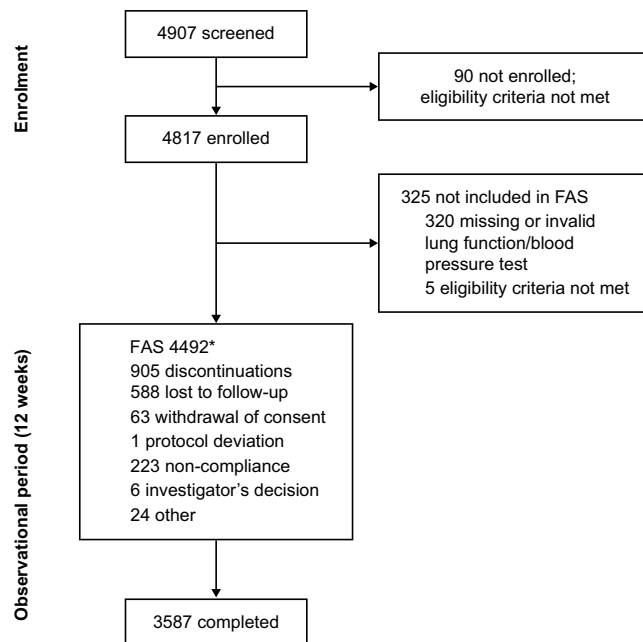 Enrolment
4907 screened
90 not enrolled;
eligibility criteria not met
4817 enrolled
325 not included in FAS
320 missing or invalid
lung function/blood
pressure test
5 eligibility criteria not met
Observational period (12 weeks)
FAS 4492*
905 discontinuations
588 lost to follow-up
63 withdrawal of consent
1 protocol deviation
223 non-compliance
6 investigator’s decision
24 other
3587 completed